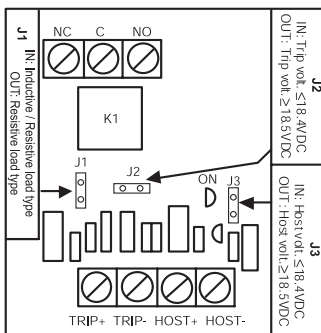 J1
IN: Inductive / Resistive load type
OUT: Resistive load type
NC C NO
K1
J1
J2
ON
J3
TRIP+ TRIP- HOST+ HOST-
J2
IN: Trip volt. ≤18.4VDC
OUT: Trip volt.≥18.5VDC
J3
IN: Host volt. ≤18.4VDC
OUT: Host volt.≥18.5VDC